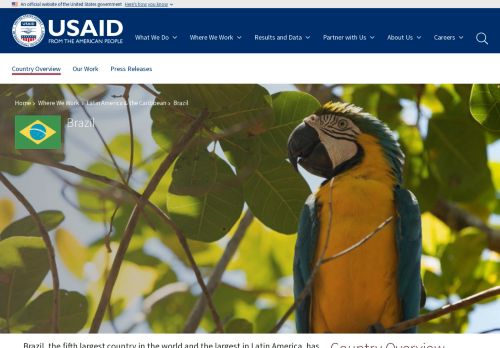 An official website of the United States government Here's how you know
USAID
FROM THE AMERICAN PEOPLE
What We Do
Where We Work
Results and Data
Partner with Us
About Us
Careers
Country Overview
Our Work
Press Releases
Home › Where We Work › Latin America & The Caribbean › Brazil
Brazil
Brazil, the fifth largest country in the world and the largest in Latin America, has
Country Overview